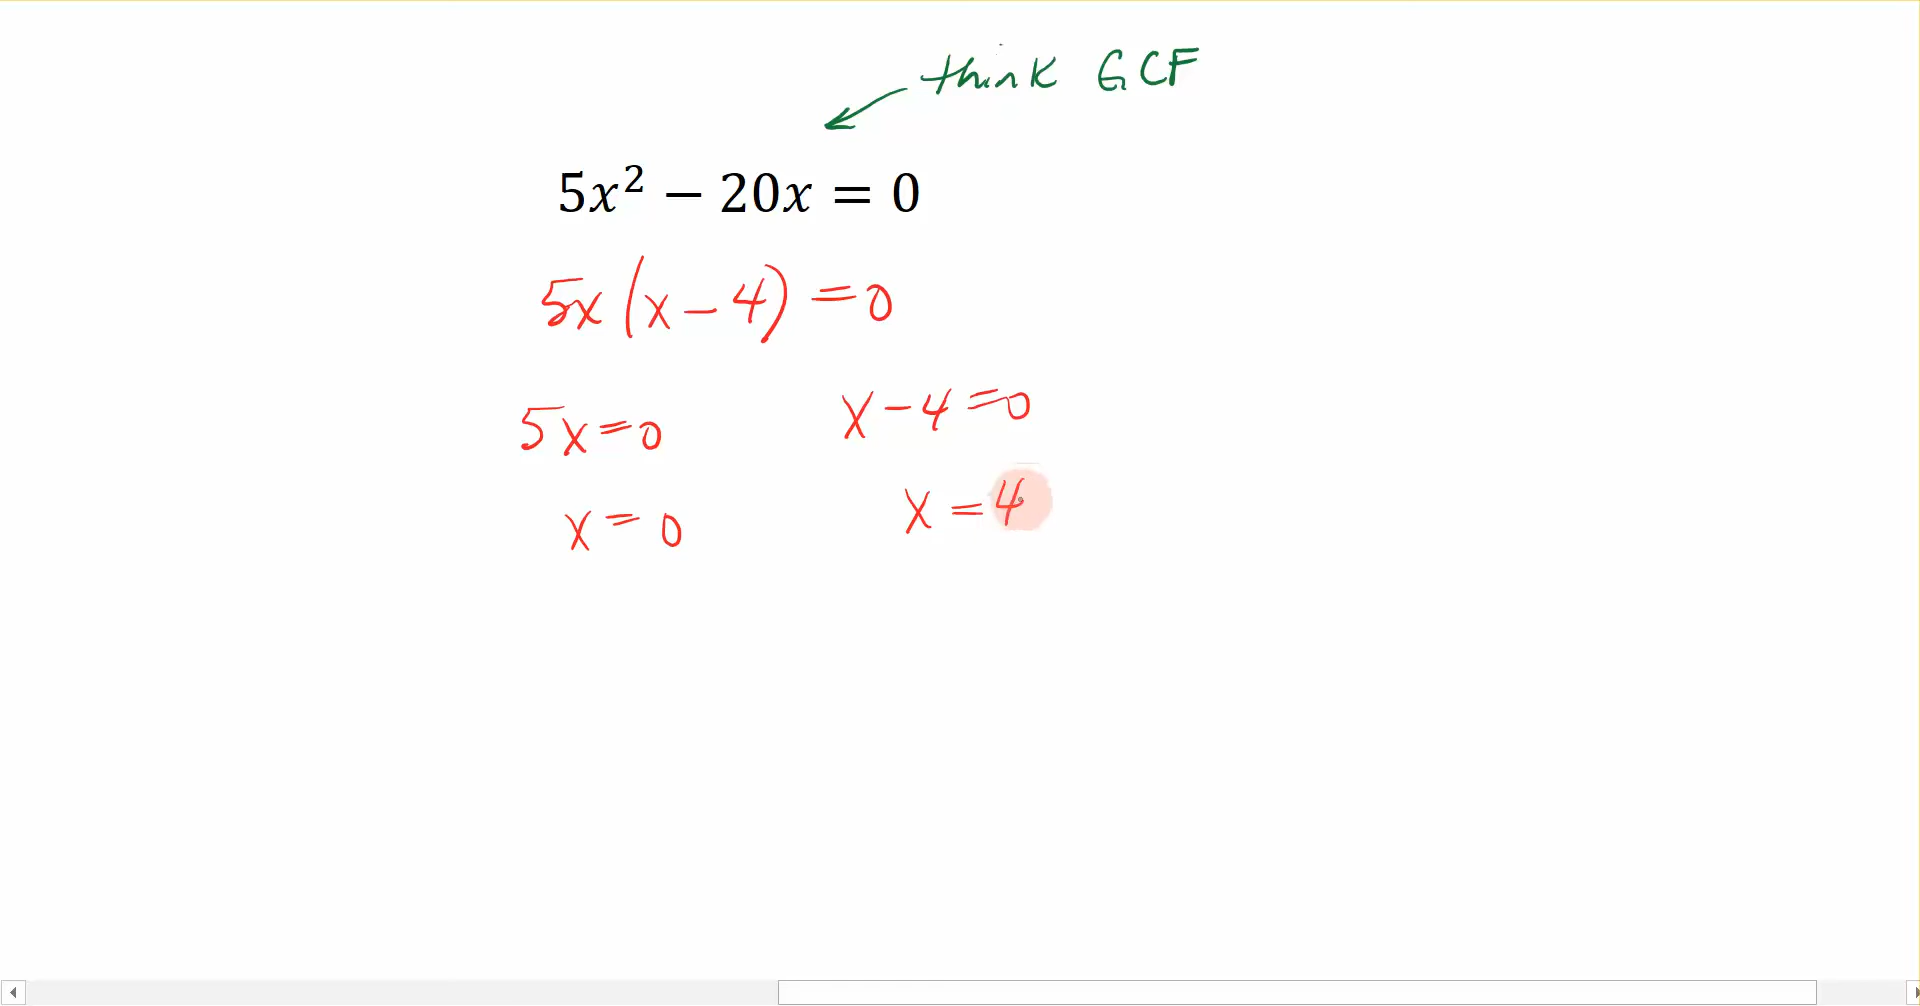 think GCF
5x² − 20x = 0
5x(x − 4) = 0
5x = 0 x − 4 = 0
x = 0 x = 4